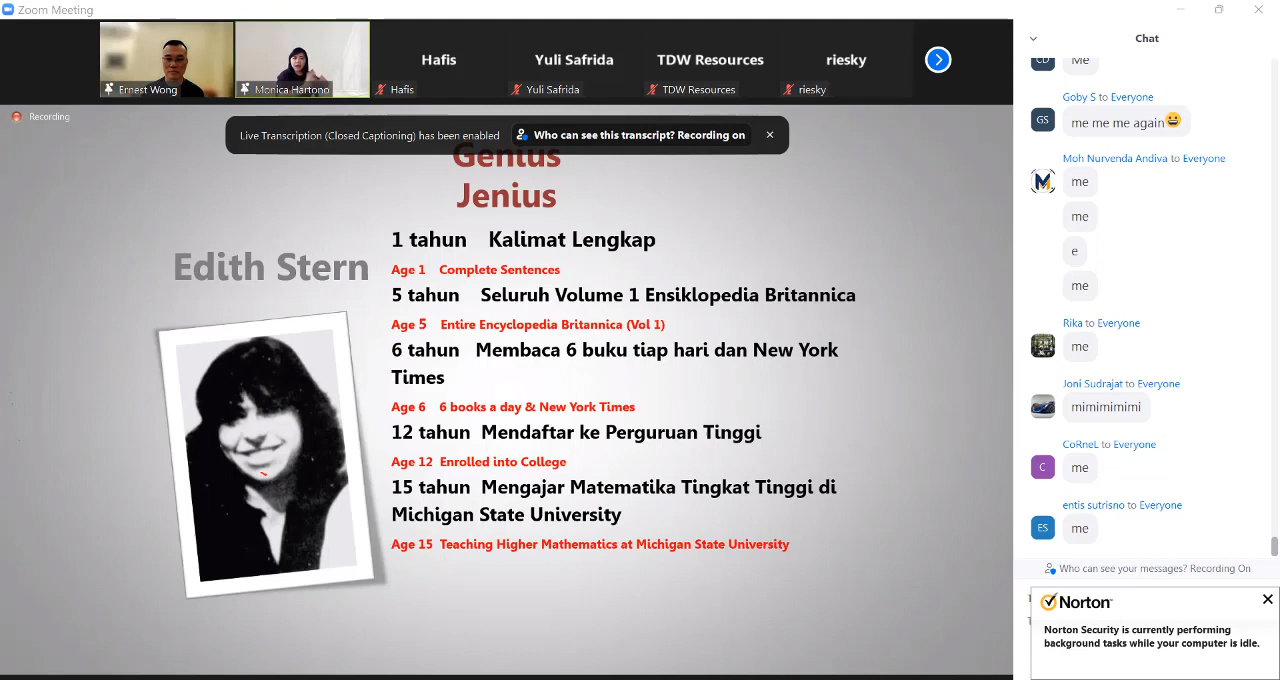 Zoom Meeting
Ernest Wong
Monica Hartono
Hafis
Hafis
Yuli Safrida
Yuli Safrida
TDW Resources
TDW Resources
riesky
riesky
Recording
Live Transcription (Closed Captioning) has been enabled
Who can see this transcript? Recording on
Genius
Jenius
Edith Stern
1 tahun Kalimat Lengkap
Age 1 Complete Sentences
5 tahun Seluruh Volume 1 Ensiklopedia Britannica
Age 5 Entire Encyclopedia Britannica (Vol 1)
6 tahun Membaca 6 buku tiap hari dan New York
Times
Age 6 6 books a day & New York Times
12 tahun Mendaftar ke Perguruan Tinggi
Age 12 Enrolled into College
15 tahun Mengajar Matematika Tingkat Tinggi di
Michigan State University
Age 15 Teaching Higher Mathematics at Michigan State University
Chat
CD
Me
Goby S to Everyone
GS
me me me again😀
Moh Nurvenda Andiva to Everyone
M
me
me
e
me
Rika to Everyone
me
Joni Sudrajat to Everyone
mimimimimi
CoRneL to Everyone
C
me
entis sutrisno to Everyone
ES
me
Who can see your messages? Recording On
Norton
Norton Security is currently performing
background tasks while your computer is idle.